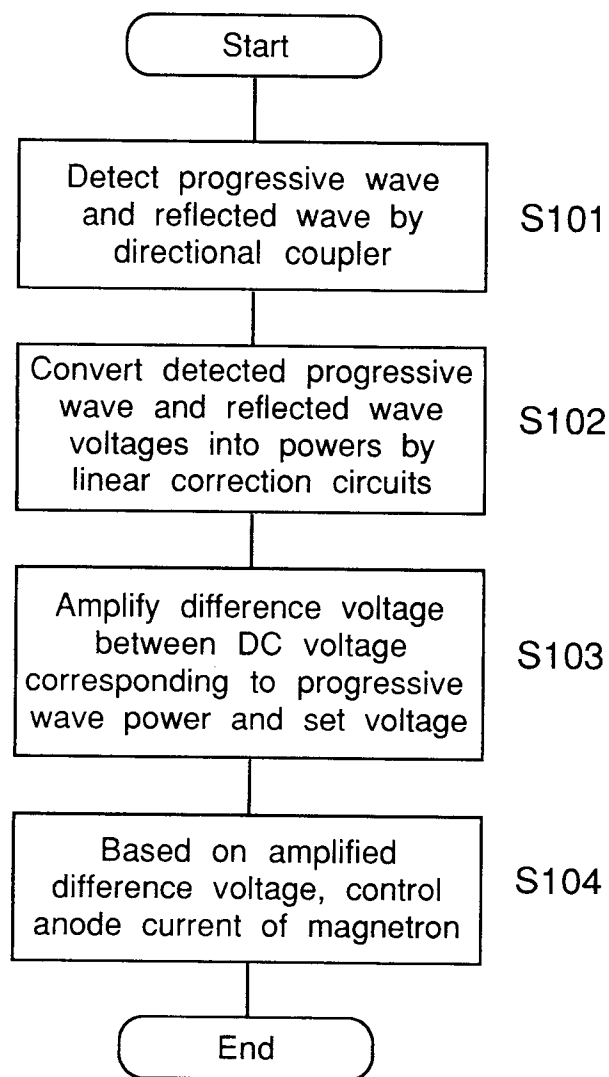 Start
Detect progressive wave
and reflected wave by
directional coupler
S101
Convert detected progressive
wave and reflected wave
voltages into powers by
linear correction circuits
S102
Amplify difference voltage
between DC voltage
corresponding to progressive
wave power and set voltage
S103
Based on amplified
difference voltage, control
anode current of magnetron
S104
End